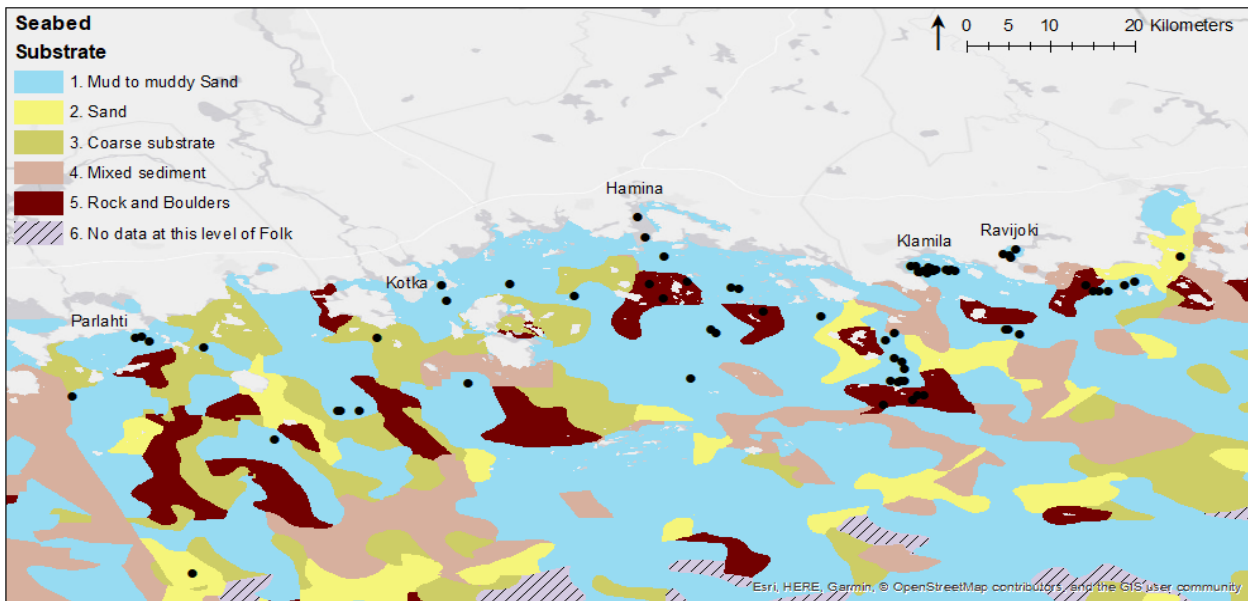 Seabed
Substrate
1. Mud to muddy Sand
2. Sand
3. Coarse substrate
4. Mixed sediment
5. Rock and Boulders
6. No data at this level of Folk
0 5 10 20 Kilometers
Hamina
Ravijoki
Klamila
Kotka
Parlahti
Esri, HERE, Garmin, © OpenStreetMap contributors, and the GIS user community